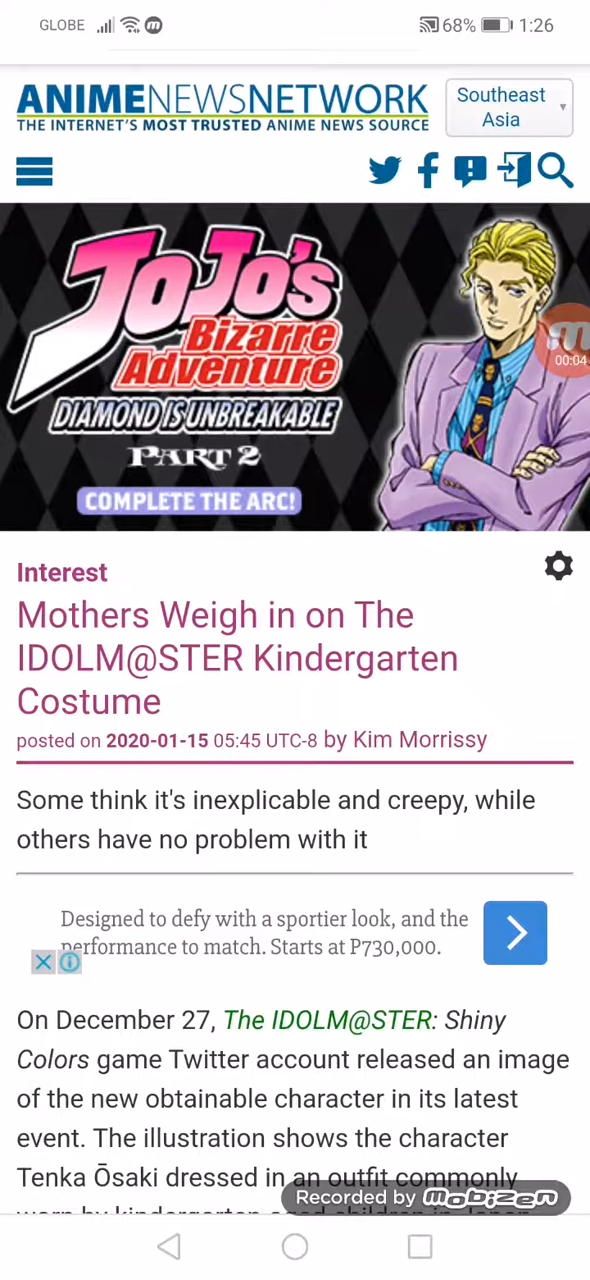 GLOBE 68% 1:26
ANIMENEWSNETWORK
THE INTERNET'S MOST TRUSTED ANIME NEWS SOURCE
Southeast
Asia
JoJo's
Bizarre
Adventure
DIAMOND IS UNBREAKABLE
PART 2
COMPLETE THE ARC!
00:04
Interest
Mothers Weigh in on The
IDOLM@STER Kindergarten
Costume
posted on 2020-01-15 05:45 UTC-8 by Kim Morrissy
Some think it's inexplicable and creepy, while
others have no problem with it
Designed to defy with a sportier look, and the
performance to match. Starts at P730,000.
On December 27, The IDOLM@STER: Shiny
Colors game Twitter account released an image
of the new obtainable character in its latest
event. The illustration shows the character
Tenka Ōsaki dressed in an outfit commonly
Recorded by mobizen